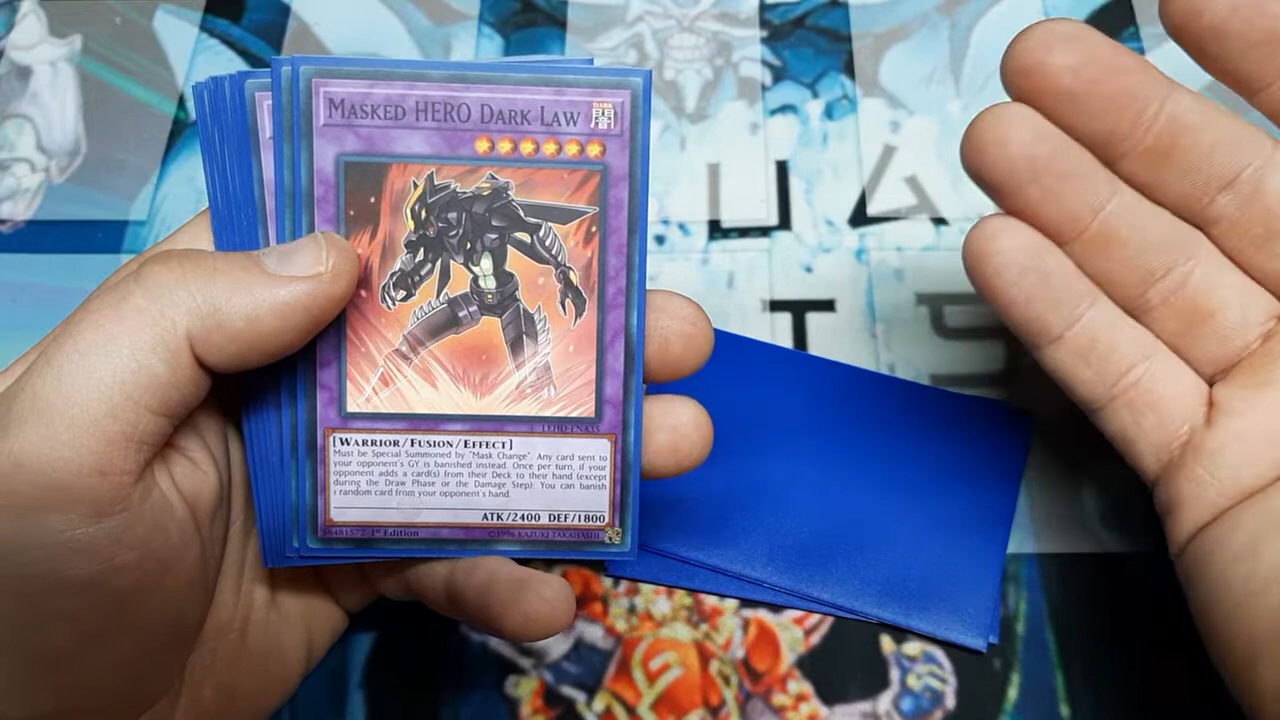 MASKED HERO DARK LAW
DARK
闇
LEHD-ENA35
[WARRIOR/FUSION/EFFECT]
Must be Special Summoned by "Mask Change". Any card sent to
your opponent's GY is banished instead. Once per turn, if your
opponent adds a card(s) from their Deck to their hand (except
during the Draw Phase or the Damage Step): You can banish
1 random card from your opponent's hand.
ATK/2400 DEF/1800
58481572 1st Edition
©1996 KAZUKI TAKAHASHI